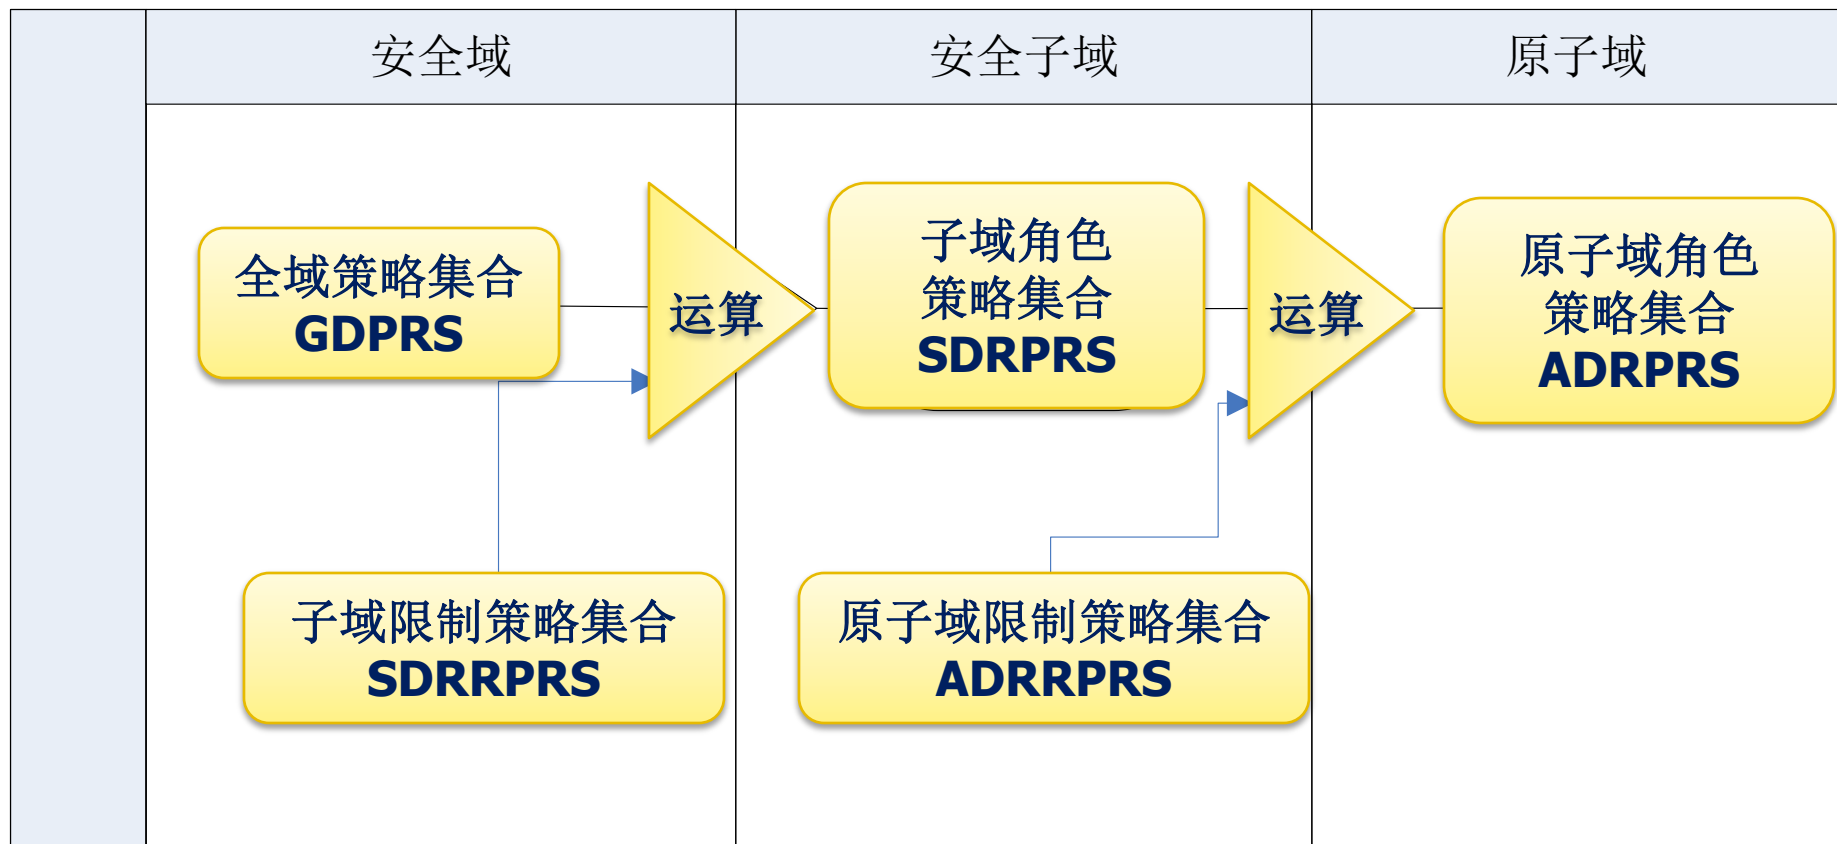 安全域
安全子域
原子域
全域策略集合
GDPRS
运算
子域角色
策略集合
SDRPRS
运算
原子域角色
策略集合
ADRPRS
子域限制策略集合
SDRRPRS
原子域限制策略集合
ADRRPRS